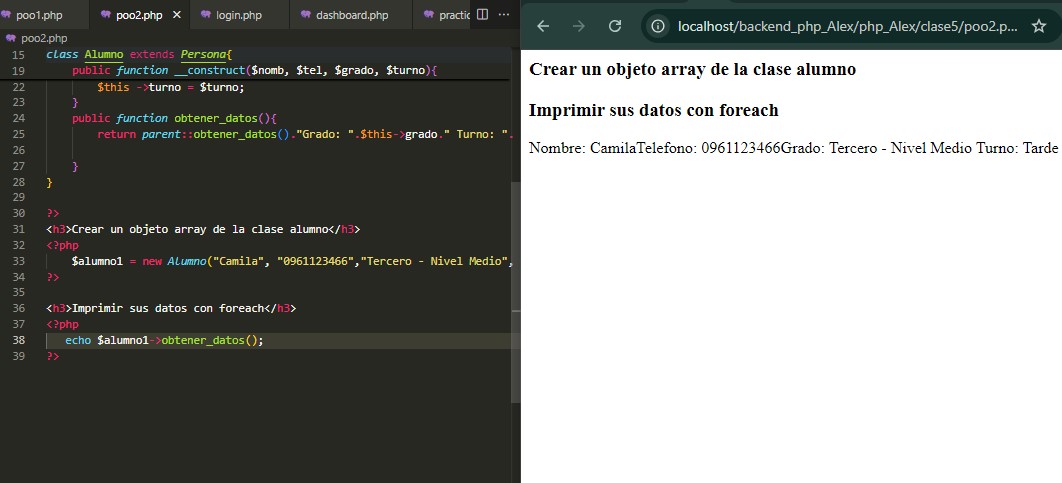 poo1.php poo2.php login.php dashboard.php practic
poo2.php
15 class Alumno extends Persona{
19 public function __construct($nomb, $tel, $grado, $turno){
22 $this ->turno = $turno;
23 }
24 public function obtener_datos(){
25 return parent::obtener_datos()."Grado: ".$this->grado." Turno: ".
26
27 }
28 }
29
30 ?>
31 <h3>Crear un objeto array de la clase alumno</h3>
32 <?php
33 $alumno1 = new Alumno("Camila", "0961123466","Tercero - Nivel Medio",
34 ?>
35
36 <h3>Imprimir sus datos con foreach</h3>
37 <?php
38 echo $alumno1->obtener_datos();
39 ?>
localhost/backend_php_Alex/php_Alex/clase5/poo2.p...
Crear un objeto array de la clase alumno
Imprimir sus datos con foreach
Nombre: CamilaTelefono: 0961123466Grado: Tercero - Nivel Medio Turno: Tarde